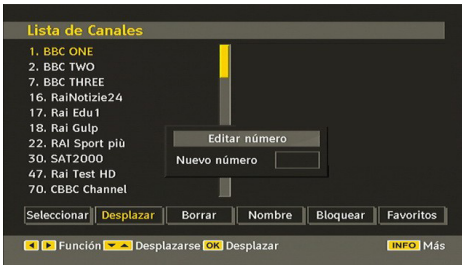 Lista de Canales
1. BBC ONE
2. BBC TWO
7. BBC THREE
16. RaiNotizie24
17. Rai Edu1
18. Rai Gulp
22. RAI Sport più
30. SAT2000
47. Rai Test HD
70. CBBC Channel
Editar número
Nuevo número
Seleccionar Desplazar Borrar Nombre Bloquear Favoritos
Función Desplazarse OK Desplazar INFO Más